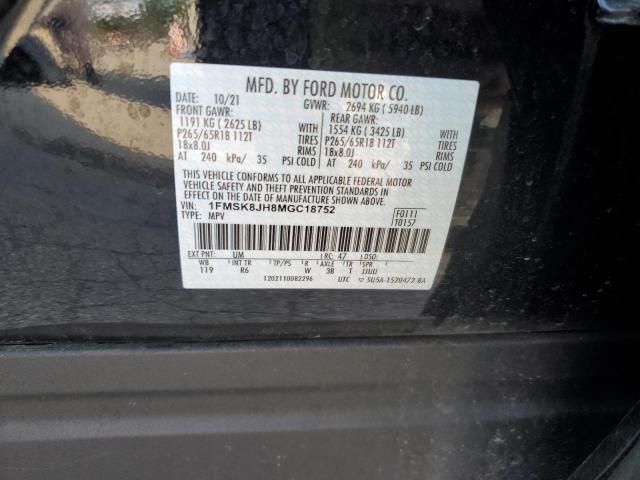 MFD. BY FORD MOTOR CO.
DATE: 10/21 GVWR: 2694 KG ( 5940 LB)
FRONT GAWR: REAR GAWR:
1191 KG ( 2625 LB) WITH 1554 KG ( 3425 LB) WITH
P265/65R18 112T TIRES P265/65R18 112T TIRES
18x8.0J RIMS 18x8.0J RIMS
AT 240 kPa/ 35 PSI COLD AT 240 kPa/ 35 PSI COLD
THIS VEHICLE CONFORMS TO ALL APPLICABLE FEDERAL MOTOR
VEHICLE SAFETY AND THEFT PREVENTION STANDARDS IN EFFECT ON THE DATE OF
MANUFACTURE SHOWN ABOVE.
VIN: 1FMSK8JH8MGC18752 F0111
TYPE: MPV T0157
EXT PNT: UM RC: 47 DSO:
WB INT TR TP/PS R AXLE TR SPR
119 R6 W 3B T JJUU
1202110082296 UTC 5U5A-1520472-BA